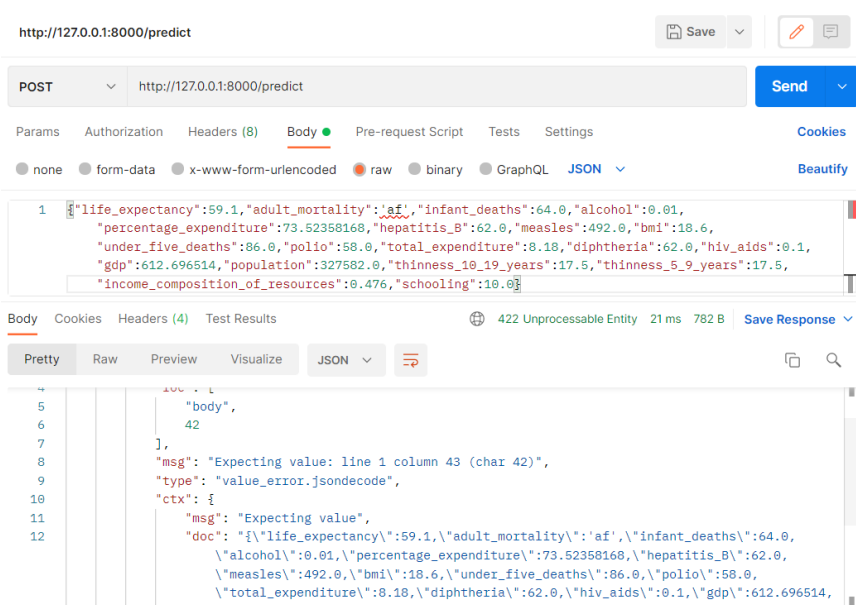 http://127.0.0.1:8000/predict
Save
POST
http://127.0.0.1:8000/predict
Send
Params Authorization Headers (8) Body Pre-request Script Tests Settings Cookies
none form-data x-www-form-urlencoded raw binary GraphQL JSON Beautify
1 {"life_expectancy":59.1,"adult_mortality":'af',"infant_deaths":64.0,"alcohol":0.01,
"percentage_expenditure":73.52358168,"hepatitis_B":62.0,"measles":492.0,"bmi":18.6,
"under_five_deaths":86.0,"polio":58.0,"total_expenditure":8.18,"diphtheria":62.0,"hiv_aids":0.1,
"gdp":612.696514,"population":327582.0,"thinness_10_19_years":17.5,"thinness_5_9_years":17.5,
"income_composition_of_resources":0.476,"schooling":10.0}
Body Cookies Headers (4) Test Results 422 Unprocessable Entity 21 ms 782 B Save Response
Pretty Raw Preview Visualize JSON
4 "loc": [
5 "body",
6 42
7 ],
8 "msg": "Expecting value: line 1 column 43 (char 42)",
9 "type": "value_error.jsondecode",
10 "ctx": {
11 "msg": "Expecting value",
12 "doc": "{\"life_expectancy\":59.1,\"adult_mortality\":'af',\"infant_deaths\":64.0,
\"alcohol\":0.01,\"percentage_expenditure\":73.52358168,\"hepatitis_B\":62.0,
\"measles\":492.0,\"bmi\":18.6,\"under_five_deaths\":86.0,\"polio\":58.0,
\"total_expenditure\":8.18,\"diphtheria\":62.0,\"hiv_aids\":0.1,\"gdp\":612.696514,